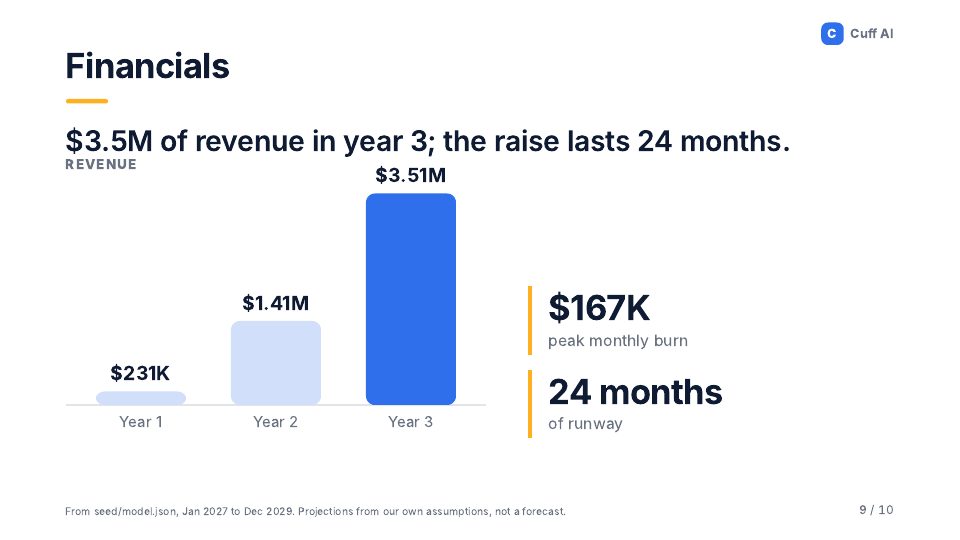 C Cuff AI
Financials
$3.5M of revenue in year 3; the raise lasts 24 months.
REVENUE
$3.51M
$1.41M
$231K
Year 1
Year 2
Year 3
$167K
peak monthly burn
24 months
of runway
From seed/model.json, Jan 2027 to Dec 2029. Projections from our own assumptions, not a forecast.
9 / 10